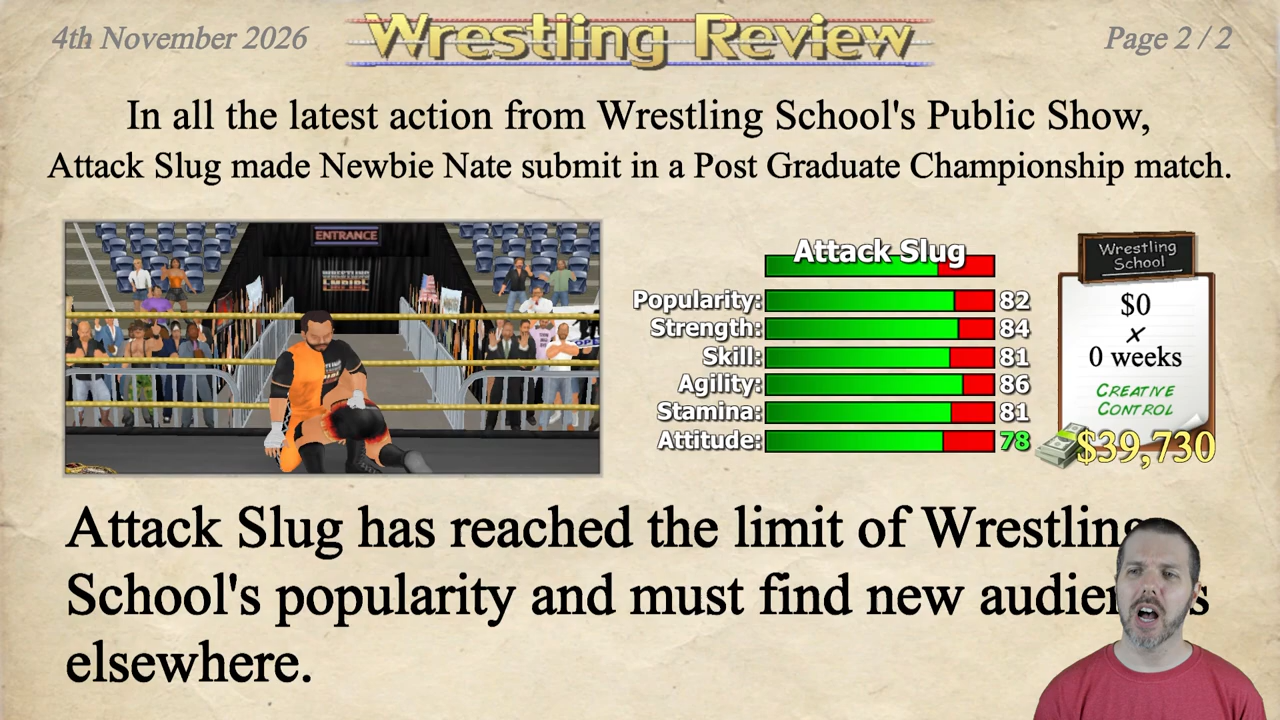 4th November 2026
Wrestling Review
Page 2 / 2
In all the latest action from Wrestling School's Public Show,
Attack Slug made Newbie Nate submit in a Post Graduate Championship match.
ENTRANCE
WRESTLING
EMPIRE
Attack Slug
Popularity: 82
Strength: 84
Skill: 81
Agility: 86
Stamina: 81
Attitude: 78
Wrestling
School
$0
x
0 weeks
CREATIVE
CONTROL
$39,730
Attack Slug has reached the limit of Wrestling
School's popularity and must find new
elsewhere.